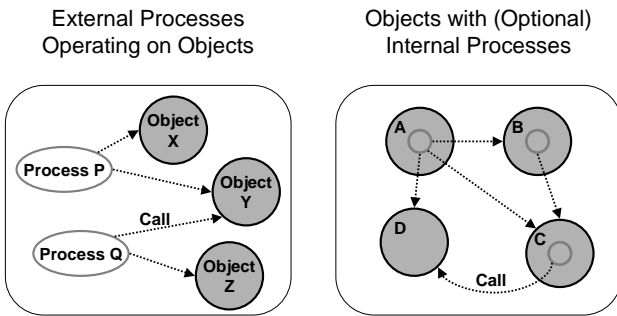 External Processes
Operating on Objects
Object
X
Process P
Object
Y
Call
Process Q
Object
Z
Objects with (Optional)
Internal Processes
A
B
D
C
Call